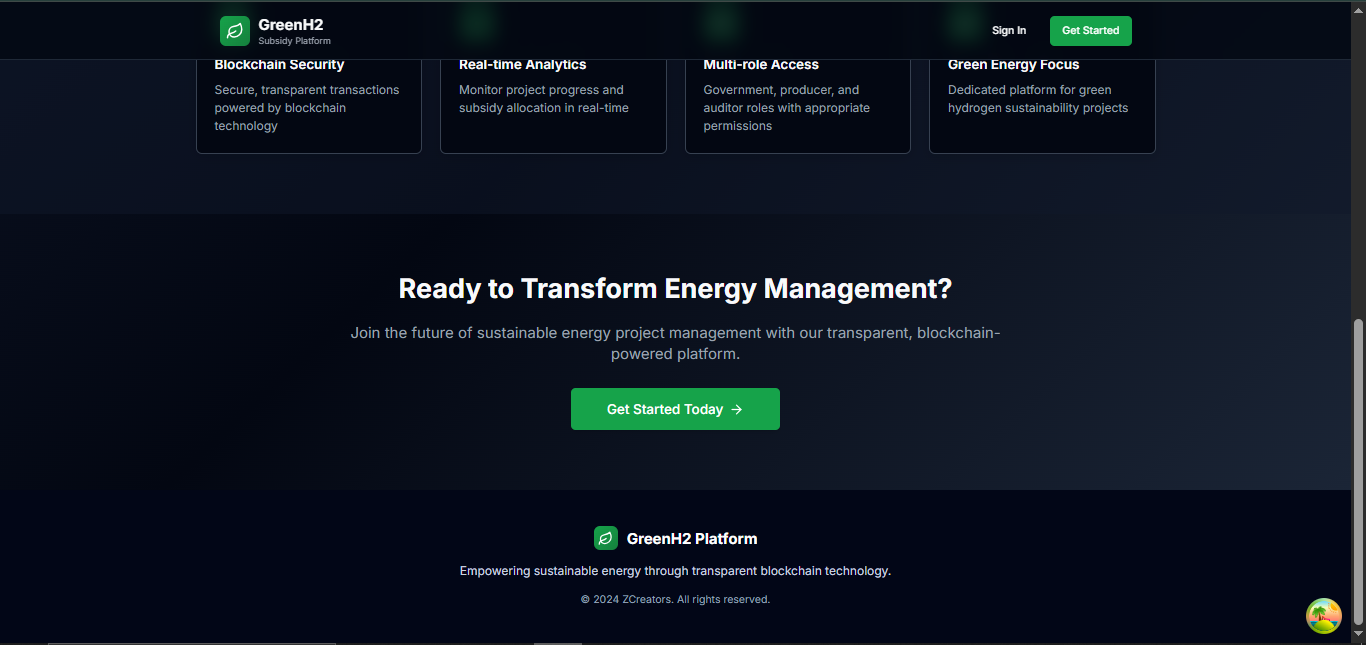 GreenH2
Subsidy Platform
Sign In
Get Started
Blockchain Security
Secure, transparent transactions
powered by blockchain
technology
Real-time Analytics
Monitor project progress and
subsidy allocation in real-time
Multi-role Access
Government, producer, and
auditor roles with appropriate
permissions
Green Energy Focus
Dedicated platform for green
hydrogen sustainability projects
Ready to Transform Energy Management?
Join the future of sustainable energy project management with our transparent, blockchain-
powered platform.
Get Started Today →
GreenH2 Platform
Empowering sustainable energy through transparent blockchain technology.
© 2024 ZCreators. All rights reserved.